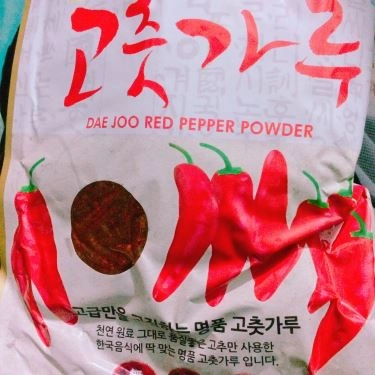 고춧가루
DAE JOO RED PEPPER POWDER
고급만을 고집하는 명품 고춧가루
천연 원료 그대로 품질좋은 고추만 사용한
한국음식에 딱 맞는 명품 고춧가루 입니다.